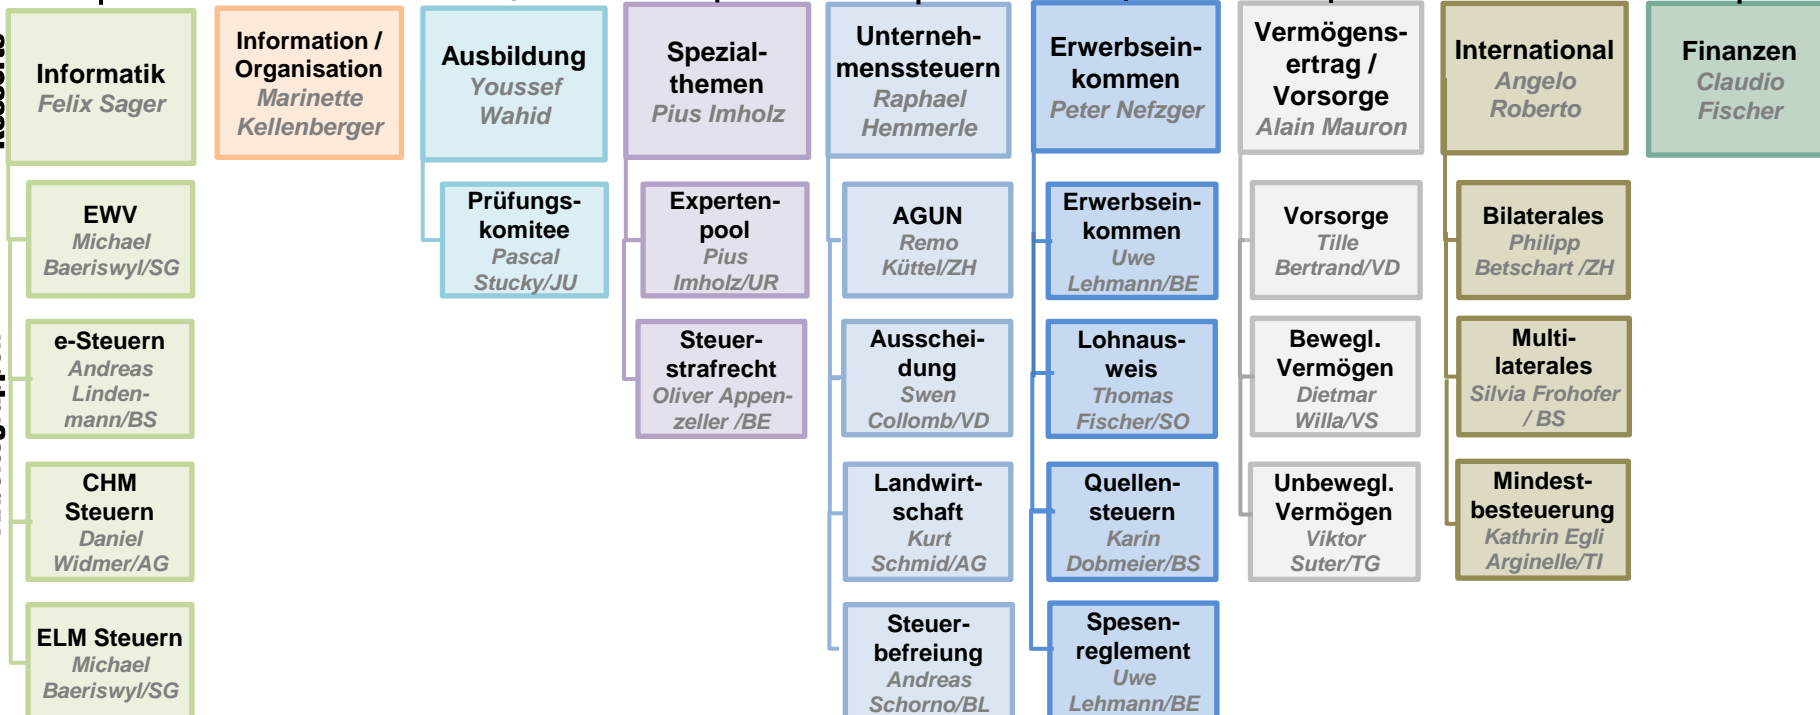 Informatik
Felix Sager
EWV
Michael
Baeriswyl/SG
e-Steuern
Andreas
Linden-
mann/BS
CHM
Steuern
Daniel
Widmer/AG
ELM Steuern
Michael
Baeriswyl/SG
Information /
Organisation
Marinette
Kellenberger
Ausbildung
Youssef
Wahid
Prüfungs-
komitee
Pascal
Stucky/JU
Spezial-
themen
Pius Imholz
Experten-
pool
Pius
Imholz/UR
Steuer-
strafrecht
Oliver Appen-
zeller /BE
Unterneh-
menssteuern
Raphael
Hemmerle
AGUN
Remo
Küttel/ZH
Ausschei-
dung
Swen
Collomb/VD
Landwirt-
schaft
Kurt
Schmid/AG
Steuer-
befreiung
Andreas
Schorno/BL
Erwerbsein-
kommen
Peter Nefzger
Erwerbsein-
kommen
Uwe
Lehmann/BE
Lohnaus-
weis
Thomas
Fischer/SO
Quellen-
steuern
Karin
Dobmeier/BS
Spesen-
reglement
Uwe
Lehmann/BE
Vermögens-
ertrag /
Vorsorge
Alain Mauron
Vorsorge
Tille
Bertrand/VD
Bewegl.
Vermögen
Dietmar
Willa/VS
Unbewegl.
Vermögen
Viktor
Suter/TG
International
Angelo
Roberto
Bilaterales
Philipp
Betschart /ZH
Multi-
laterales
Silvia Frohofer
/ BS
Mindest-
besteuerung
Kathrin Egli
Arginelle/TI
Finanzen
Claudio
Fischer